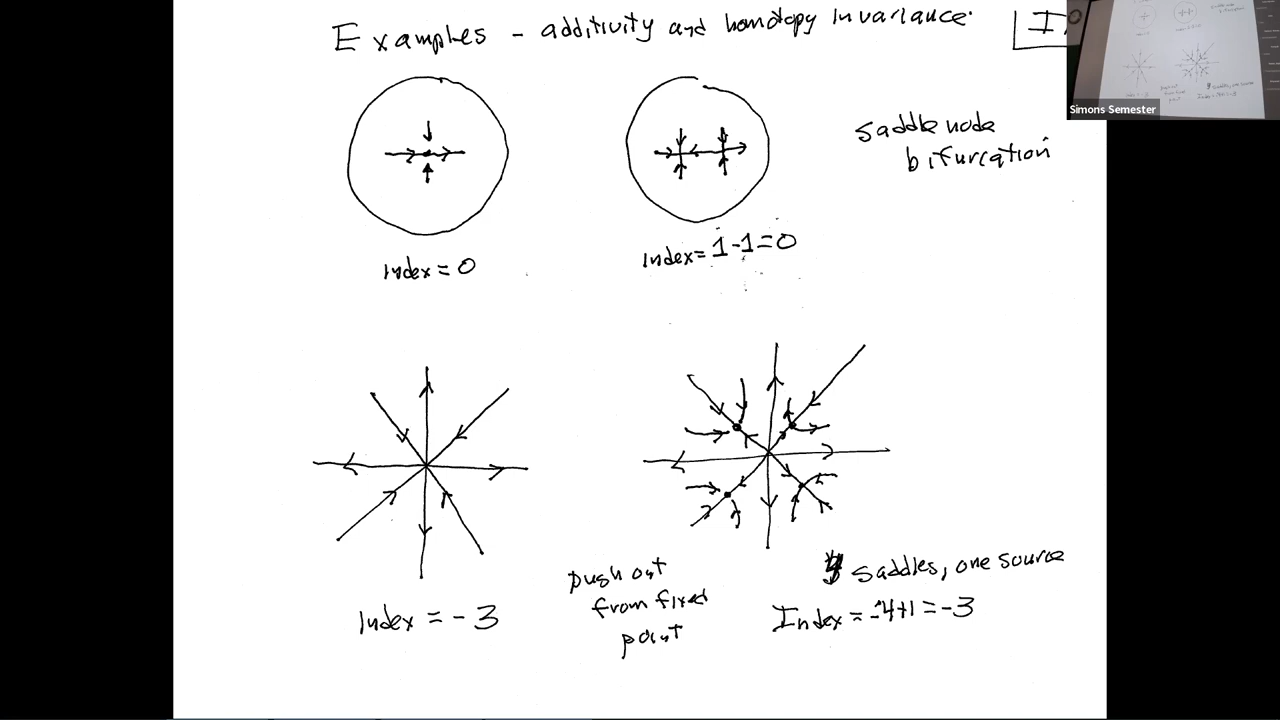 Examples - additivity and homotopy invariance.
Simons Semester
saddle node
bifurcation
index = 0
index = 1-1=0
Index = -3
push out
from fixed
point
4 saddles, one source
Index = -4+1 = -3